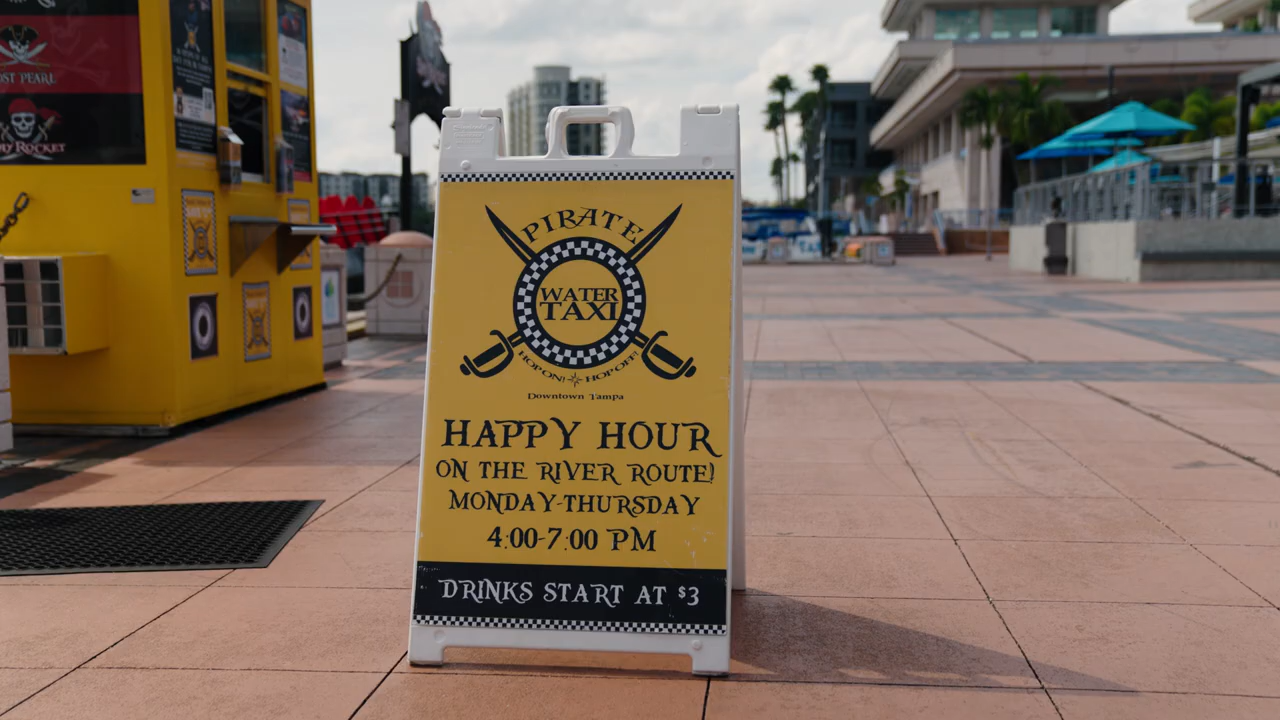 PIRATE
WATER
TAXI
HOP ON! HOP OFF!
Downtown Tampa
HAPPY HOUR
ON THE RIVER ROUTE!
MONDAY-THURSDAY
4:00-7:00 PM
DRINKS START AT $3
PEARL
ROCKET